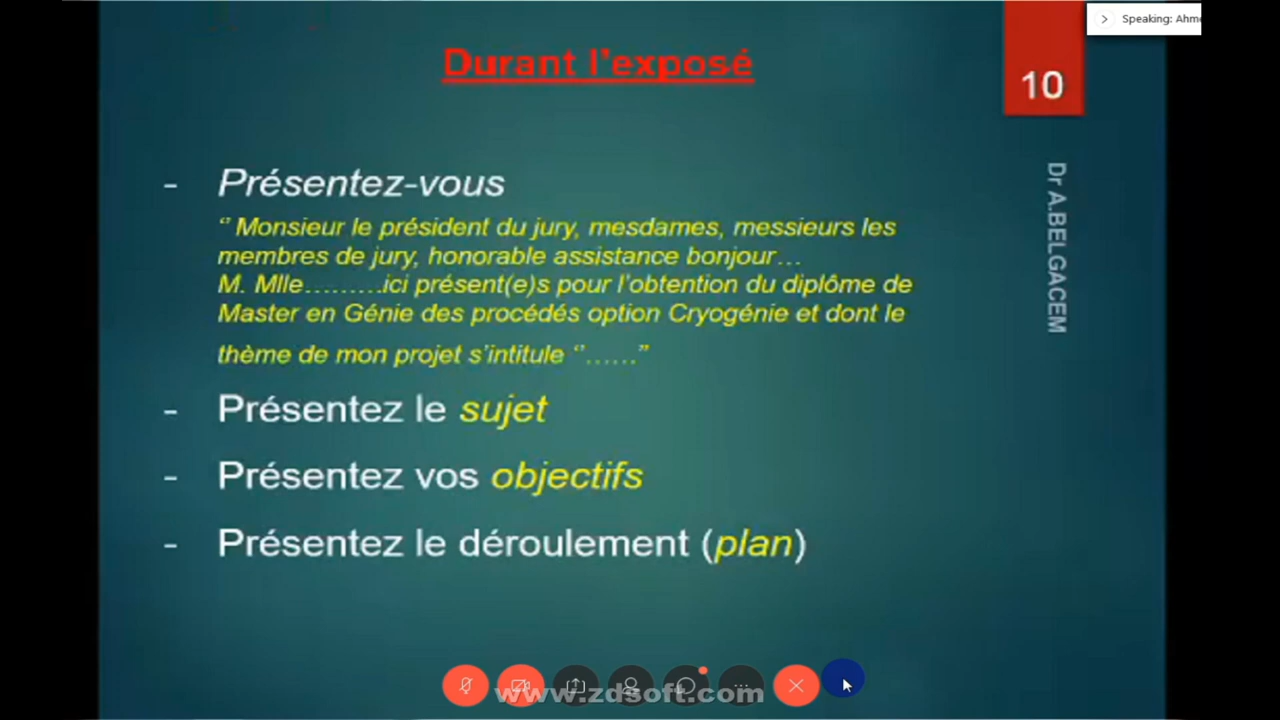 Speaking: Ahm
Durant l'exposé
10
- Présentez-vous
“ Monsieur le président du jury, mesdames, messieurs les
membres de jury, honorable assistance bonjour…
M. Mlle………ici présent(e)s pour l'obtention du diplôme de
Master en Génie des procédés option Cryogénie et dont le
thème de mon projet s'intitule “……”
- Présentez le sujet
- Présentez vos objectifs
- Présentez le déroulement (plan)
Dr A.BELGACEM
www.zdsoft.com